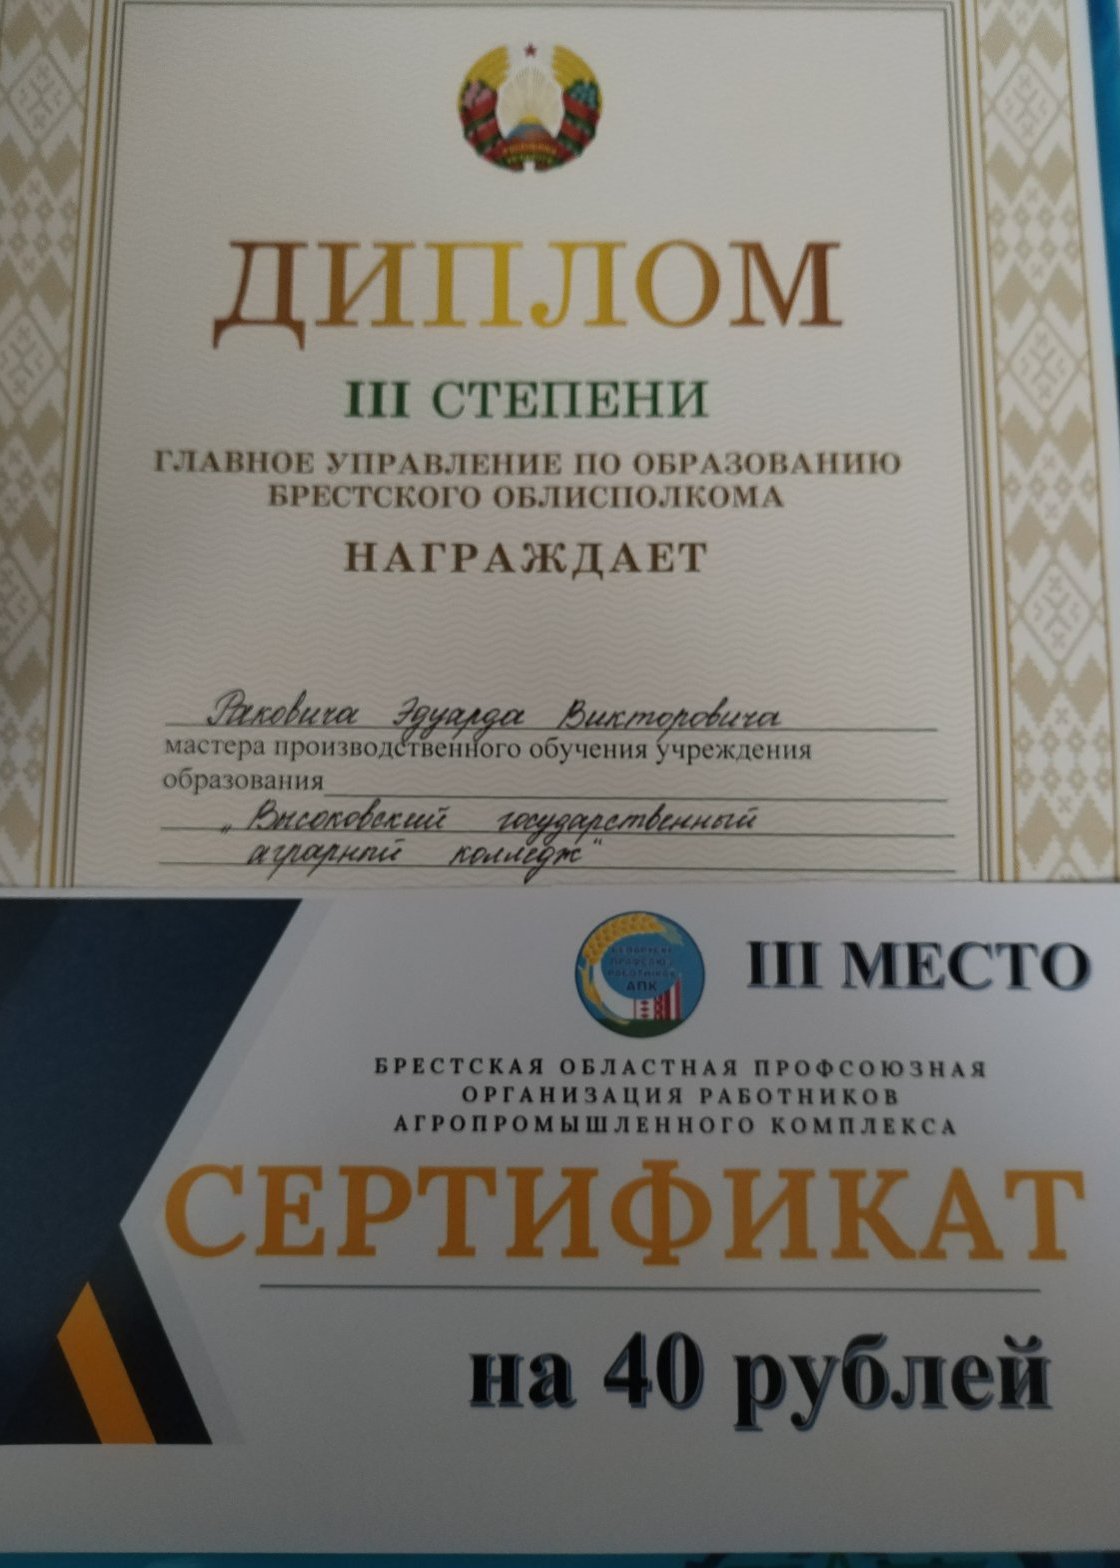 ДИПЛОМ
III СТЕПЕНИ
ГЛАВНОЕ УПРАВЛЕНИЕ ПО ОБРАЗОВАНИЮ
БРЕСТСКОГО ОБЛИСПОЛКОМА
НАГРАЖДАЕТ
Раковича Эдуарда Викторовича
мастера производственного обучения учреждения
образования
„Высоковский государственный
аграрный колледж“
III МЕСТО
АПК
БРЕСТСКАЯ ОБЛАСТНАЯ ПРОФСОЮЗНАЯ
ОРГАНИЗАЦИЯ РАБОТНИКОВ
АГРОПРОМЫШЛЕННОГО КОМПЛЕКСА
СЕРТИФИКАТ
на 40 рублей